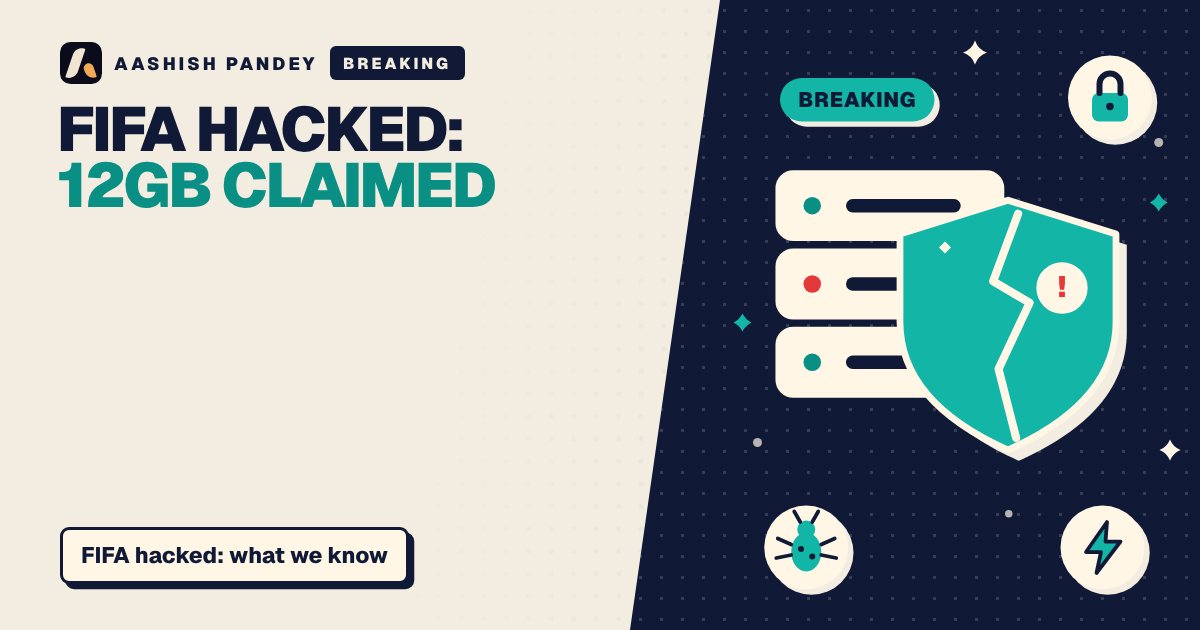 AASHISH PANDEY
BREAKING
FIFA HACKED:
12GB CLAIMED
FIFA hacked: what we know
BREAKING
!